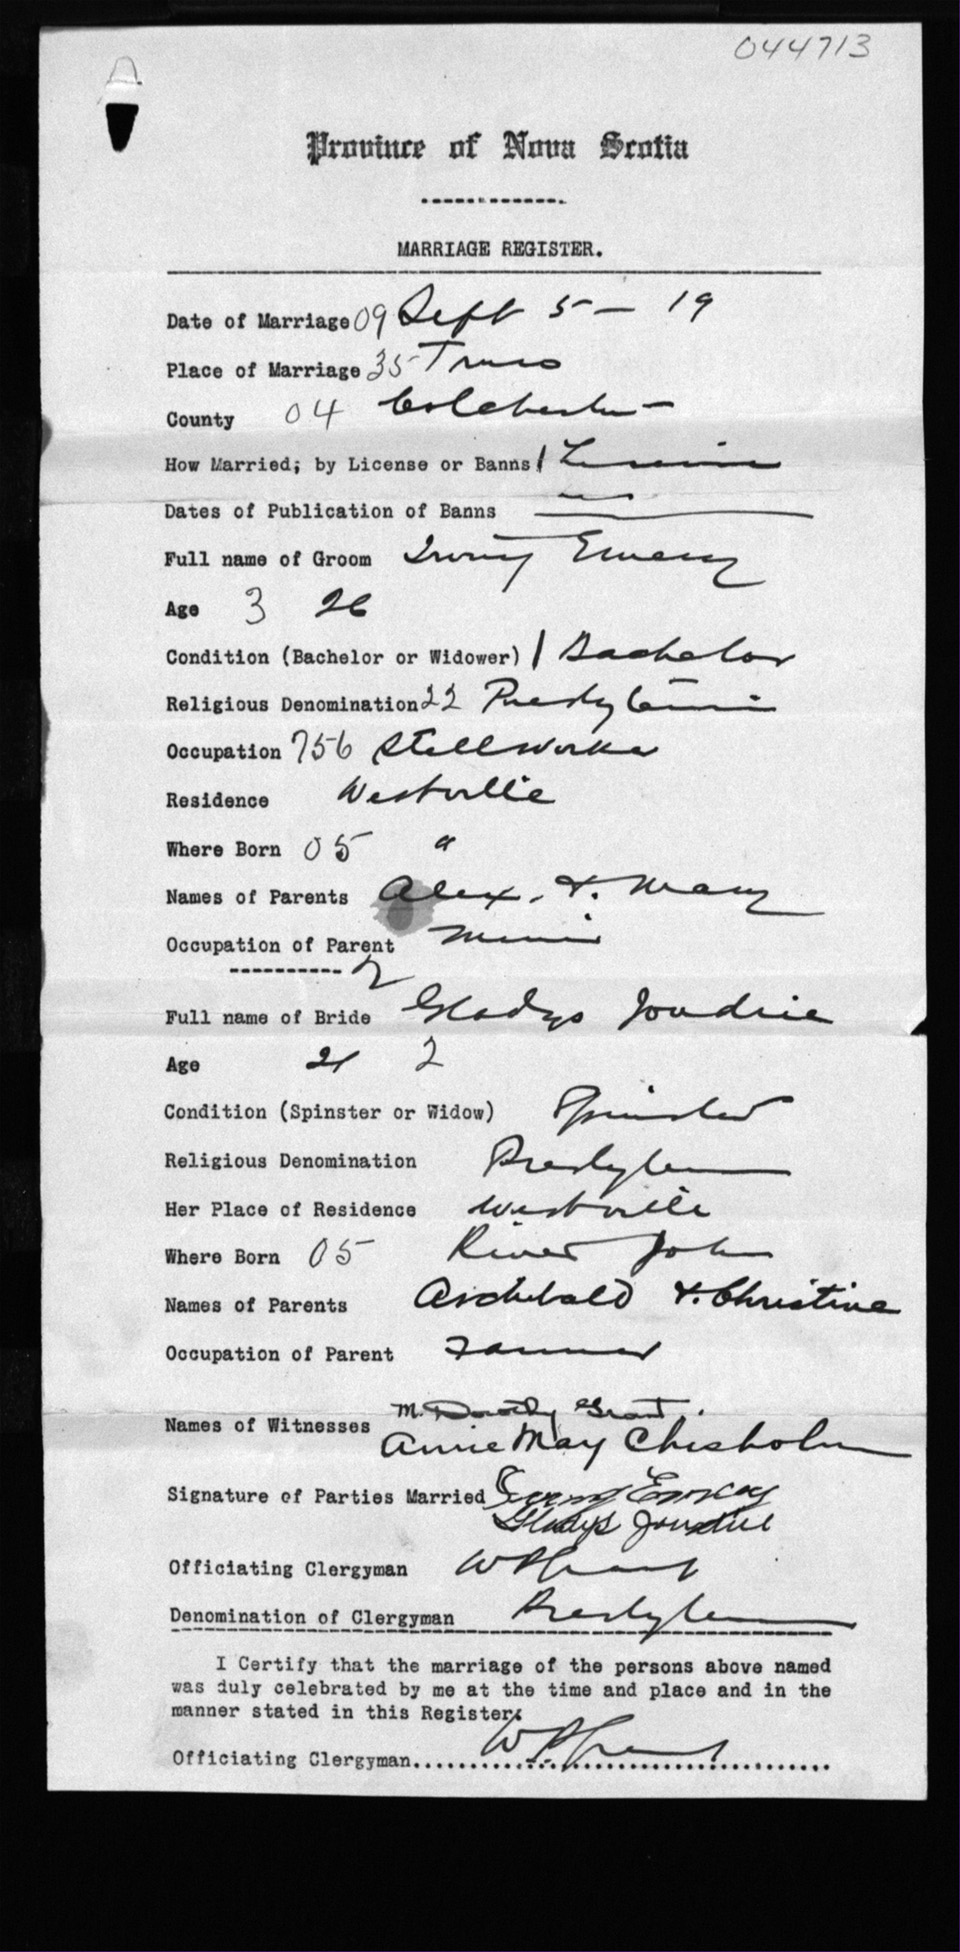 044713
Province of Nova Scotia
MARRIAGE REGISTER.
Date of Marriage 09 Sept 5 - 19
Place of Marriage 35 Truro
County 04 Colchester
How Married; by License or Banns / License
Dates of Publication of Banns
Full name of Groom Irving Emery
Age 3 26
Condition (Bachelor or Widower) / Bachelor
Religious Denomination 22 Presbyterian
Occupation 756 Steelworker
Residence Westville
Where Born 05 "
Names of Parents Alex. & Mary
Occupation of Parent Miner
2
Full name of Bride Gladys Joudrie
Age 21 2
Condition (Spinster or Widow) Spinster
Religious Denomination Presbyterian
Her Place of Residence Westville
Where Born 05 River John
Names of Parents Archibald & Christine
Occupation of Parent Farmer
M. Dorothy Grant.
Names of Witnesses Annie May Chisholm
Signature of Parties Married Irving Emery
Gladys Joudrie
Officiating Clergyman W P Grant
Denomination of Clergyman Presbyterian
I Certify that the marriage of the persons above named
was duly celebrated by me at the time and place and in the
manner stated in this Register:
Officiating Clergyman W P Grant